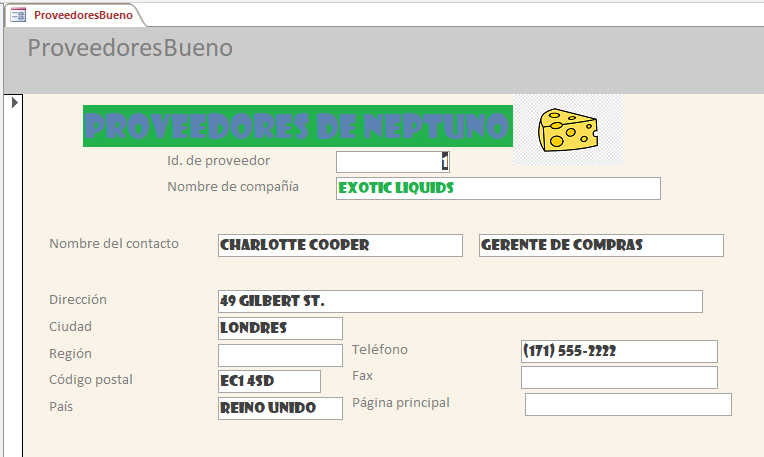 ProveedoresBueno
ProveedoresBueno
PROVEEDORES DE NEPTUNO
Id. de proveedor 1
Nombre de compañía EXOTIC LIQUIDS
Nombre del contacto CHARLOTTE COOPER GERENTE DE COMPRAS
Dirección 49 GILBERT ST.
Ciudad LONDRES
Región
Teléfono (171) 555-2222
Código postal EC1 4SD
Fax
País REINO UNIDO
Página principal